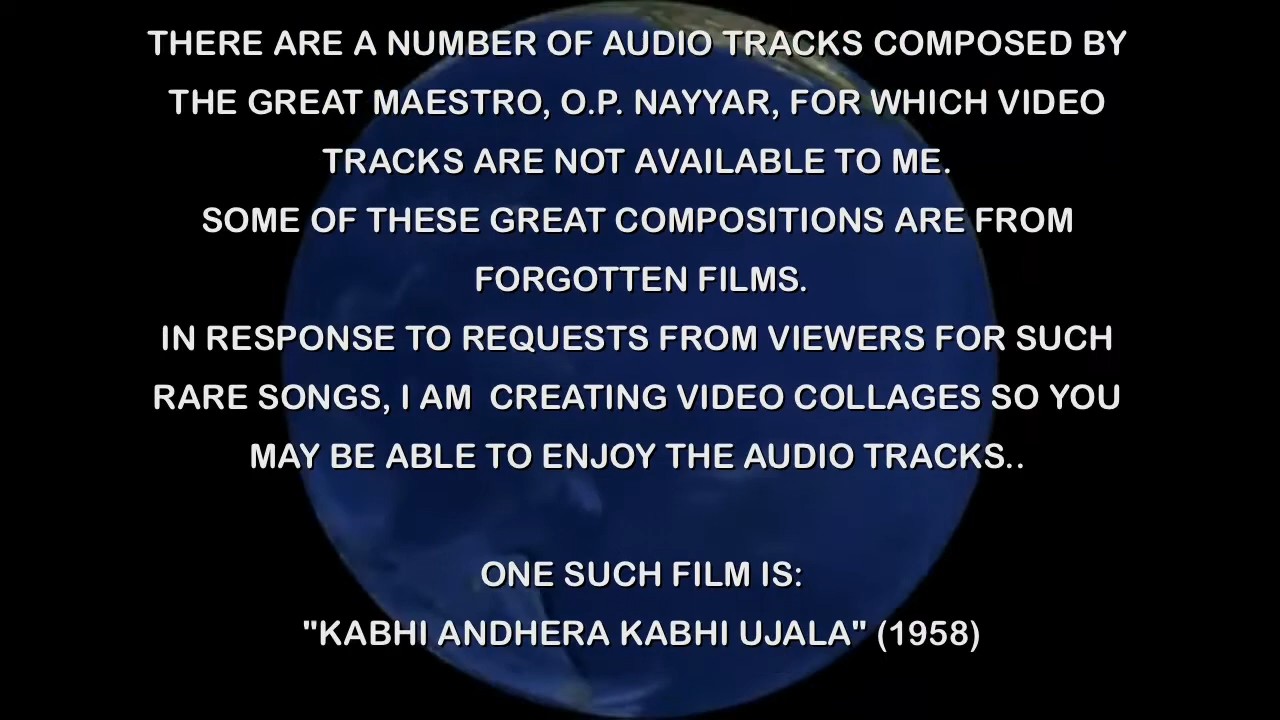 THERE ARE A NUMBER OF AUDIO TRACKS COMPOSED BY
THE GREAT MAESTRO, O.P. NAYYAR, FOR WHICH VIDEO
TRACKS ARE NOT AVAILABLE TO ME.
SOME OF THESE GREAT COMPOSITIONS ARE FROM
FORGOTTEN FILMS.
IN RESPONSE TO REQUESTS FROM VIEWERS FOR SUCH
RARE SONGS, I AM  CREATING VIDEO COLLAGES SO YOU
MAY BE ABLE TO ENJOY THE AUDIO TRACKS..
ONE SUCH FILM IS:
"KABHI ANDHERA KABHI UJALA" (1958)